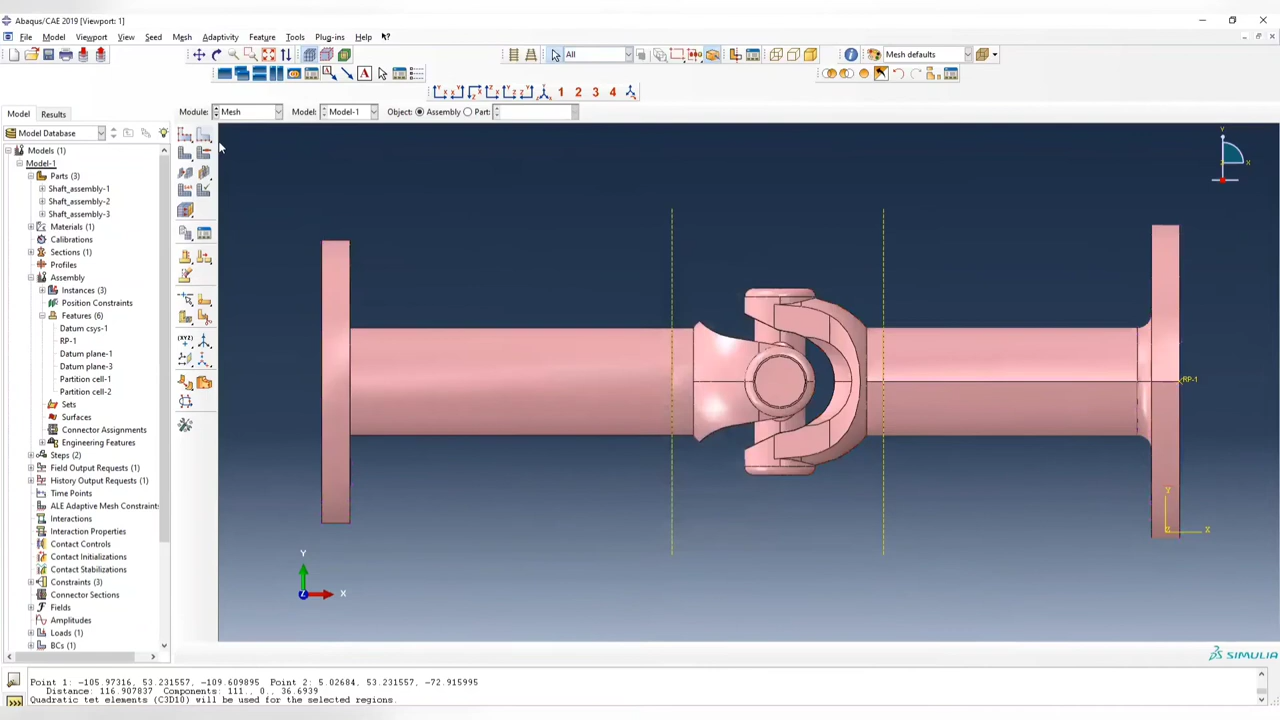 Abaqus/CAE 2019 [Viewport: 1]
File Model Viewport View Seed Mesh Adaptivity Feature Tools Plug-ins Help
All
Mesh defaults
1 2 3 4
Model Results
Module: Mesh Model: Model-1 Object: Assembly Part:
Model Database
Models (1)
Model-1
Parts (3)
Shaft_assembly-1
Shaft_assembly-2
Shaft_assembly-3
Materials (1)
Calibrations
Sections (1)
Profiles
Assembly
Instances (3)
Position Constraints
Features (6)
Datum csys-1
RP-1
Datum plane-1
Datum plane-3
Partition cell-1
Partition cell-2
Sets
Surfaces
Connector Assignments
Engineering Features
Steps (2)
Field Output Requests (1)
History Output Requests (1)
Time Points
ALE Adaptive Mesh Constraints
Interactions
Interaction Properties
Contact Controls
Contact Initializations
Contact Stabilizations
Constraints (3)
Connector Sections
Fields
Amplitudes
Loads (1)
BCs (1)
Y
X
RP-1
Y
X
Y
X
Z
SIMULIA
Point 1: -105.97316, 53.231557, -109.609895 Point 2: 5.02684, 53.231557, -72.915995
Distance: 116.907837 Components: 111., 0., 36.6939
Quadratic tet elements (C3D10) will be used for the selected regions.